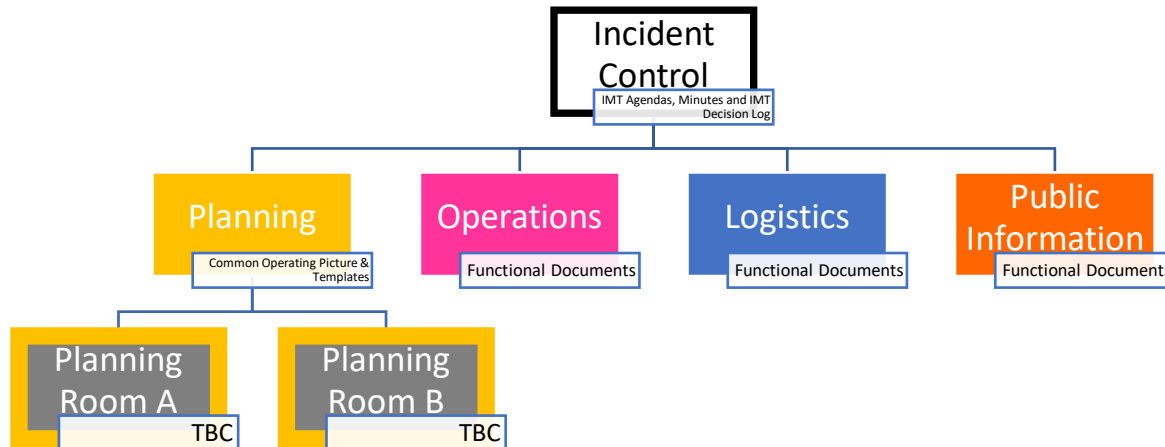 Incident
Control
IMT Agendas, Minutes and IMT
Decision Log
Planning
Common Operating Picture &
Templates
Operations
Functional Documents
Logistics
Functional Documents
Public
Information
Functional Documents
Planning
Room A
TBC
Planning
Room B
TBC